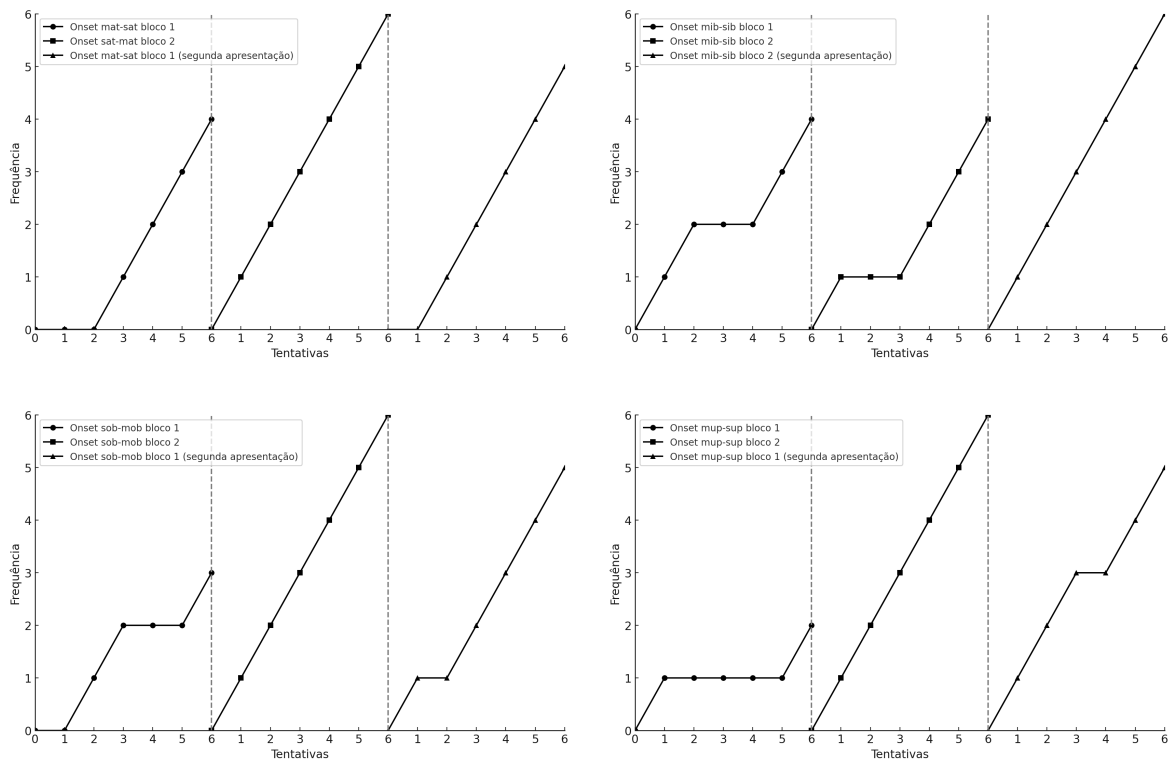 Onset mat-sat bloco 1
Onset sat-mat bloco 2
Onset mat-sat bloco 1 (segunda apresentação)
Frequência
6
5
4
3
2
1
0
0 1 2 3 4 5 6 1 2 3 4 5 6 1 2 3 4 5 6
Tentativas
Onset mib-sib bloco 1
Onset mib-sib bloco 2
Onset mib-sib bloco 2 (segunda apresentação)
Frequência
6
5
4
3
2
1
0
0 1 2 3 4 5 6 1 2 3 4 5 6 1 2 3 4 5 6
Tentativas
Onset sob-mob bloco 1
Onset sob-mob bloco 2
Onset sob-mob bloco 1 (segunda apresentação)
Frequência
6
5
4
3
2
1
0
0 1 2 3 4 5 6 1 2 3 4 5 6 1 2 3 4 5 6
Tentativas
Onset mup-sup bloco 1
Onset mup-sup bloco 2
Onset mup-sup bloco 1 (segunda apresentação)
Frequência
6
5
4
3
2
1
0
0 1 2 3 4 5 6 1 2 3 4 5 6 1 2 3 4 5 6
Tentativas